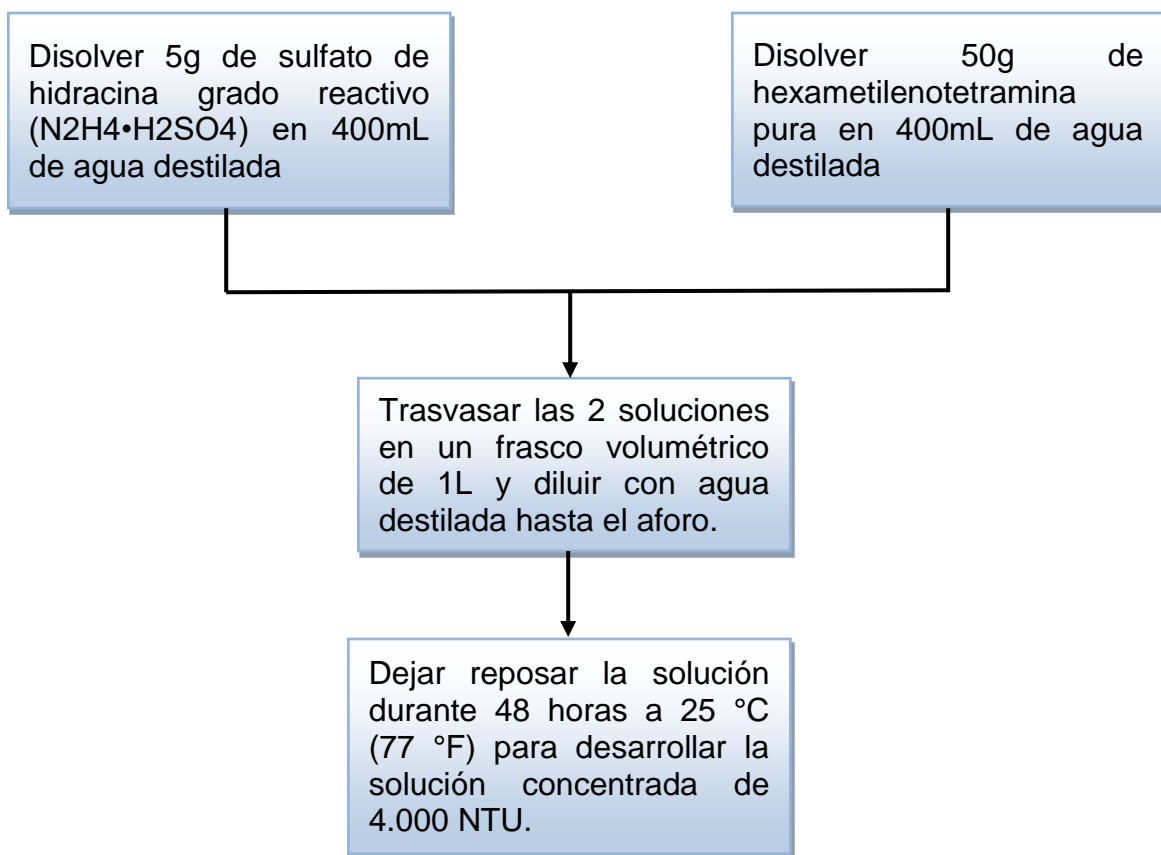 Disolver 5g de sulfato de
hidracina grado reactivo
(N2H4•H2SO4) en 400mL
de agua destilada
Disolver 50g de
hexametilenotetramina
pura en 400mL de agua
destilada
Trasvasar las 2 soluciones
en un frasco volumétrico
de 1L y diluir con agua
destilada hasta el aforo.
Dejar reposar la solución
durante 48 horas a 25 °C
(77 °F) para desarrollar la
solución concentrada de
4.000 NTU.